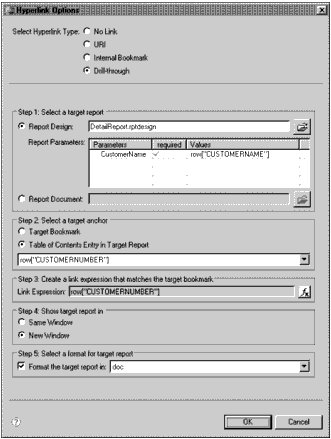 Hyperlink Options
Select Hyperlink Type: No Link
URI
Internal Bookmark
Drill-through
Step 1: Select a target report
Report Design: DetailReport.rptdesign
Report Parameters: Parameters required Values
CustomerName row["CUSTOMERNAME"]
Report Document:
Step 2: Select a target anchor
Target Bookmark
Table of Contents Entry in Target Report
row["CUSTOMERNUMBER"]
Step 3: Create a link expression that matches the target bookmark.
Link Expression: row["CUSTOMERNUMBER"] fx
Step 4: Show target report in
Same Window
New Window
Step 5: Select a format for target report
Format the target report in: doc
? OK Cancel